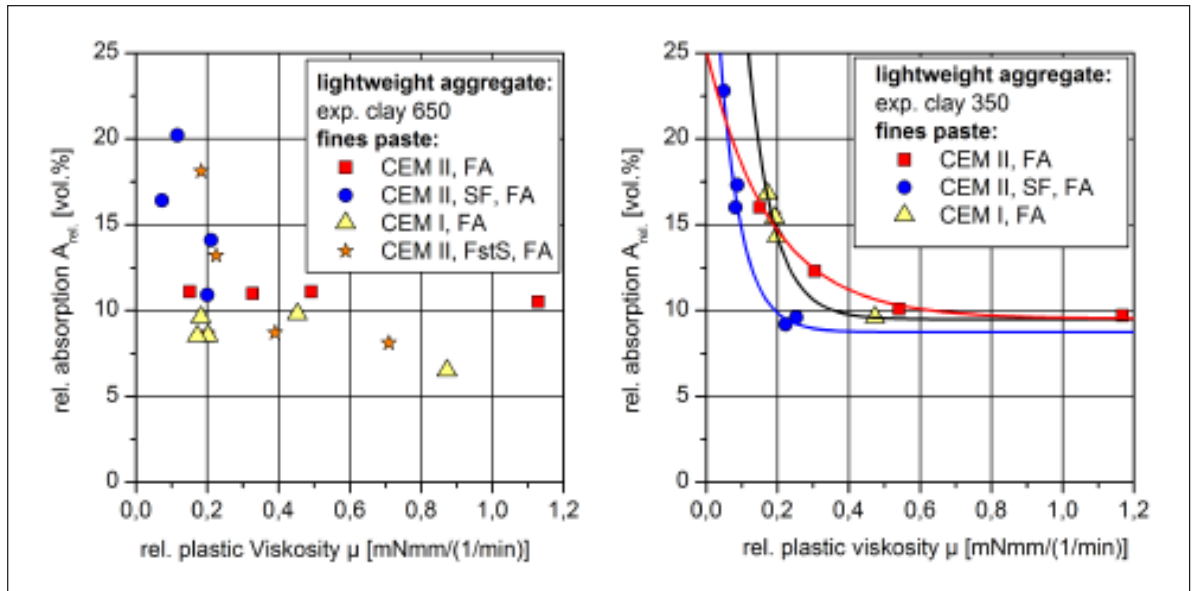 25
20
15
10
5
0
rel. absorption A rel. [vol.%]
lightweight aggregate:
exp. clay 650
fines paste:
CEM II, FA
CEM II, SF, FA
CEM I, FA
CEM II, FstS, FA
0,0 0,2 0,4 0,6 0,8 1,0 1,2
rel. plastic Viskosity µ [mNmm/(1/min)]
25
20
15
10
5
0
rel. absorption A rel. [vol.%]
lightweight aggregate:
exp. clay 350
fines paste:
CEM II, FA
CEM II, SF, FA
CEM I, FA
0,0 0,2 0,4 0,6 0,8 1,0 1,2
rel. plastic viskosity µ [mNmm/(1/min)]